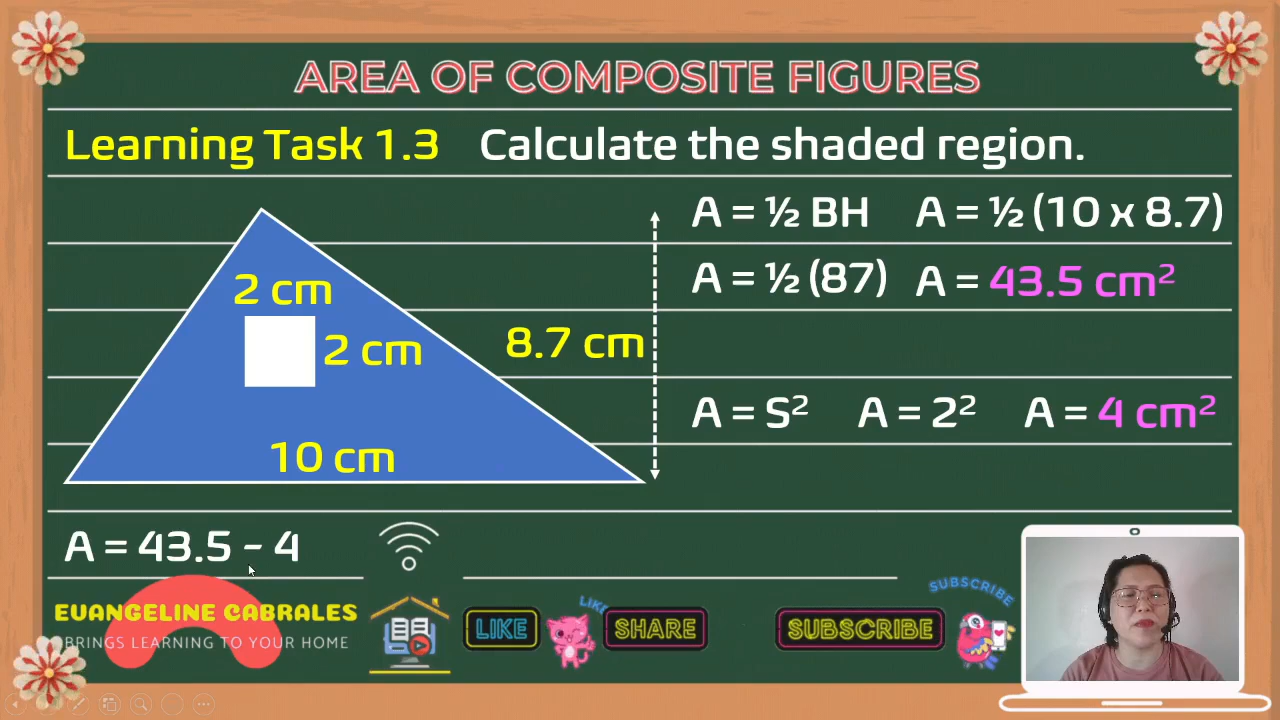 AREA OF COMPOSITE FIGURES
Learning Task 1.3 Calculate the shaded region.
A = ½ BH A = ½ (10 x 8.7)
A = ½ (87) A = 43.5 cm²
2 cm
2 cm
8.7 cm
10 cm
A = S² A = 2² A = 4 cm²
A = 43.5 - 4
EVANGELINE CABRALES
BRINGS LEARNING TO YOUR HOME
LIKE
LIKE
SHARE
SUBSCRIBE
SUBSCRIBE